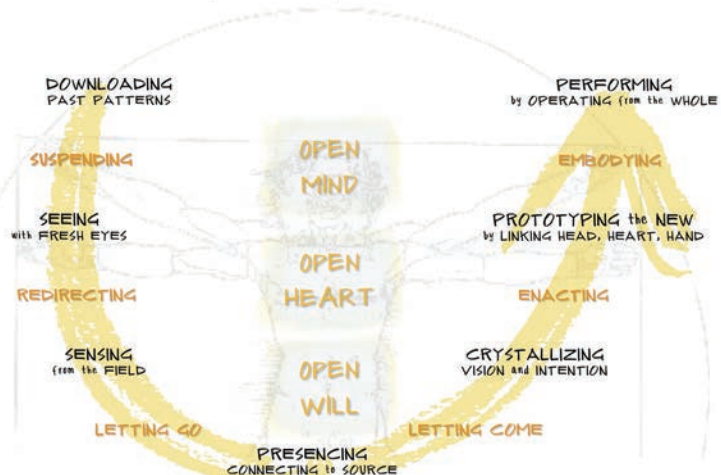 DOWNLOADING
PAST PATTERNS
SUSPENDING
SEEING
with FRESH EYES
REDIRECTING
SENSING
from the FIELD
LETTING GO
PRESENCING
CONNECTING to SOURCE
OPEN
MIND
OPEN
HEART
OPEN
WILL
PERFORMING
by OPERATING from the WHOLE
EMBODYING
PROTOTYPING the NEW
by LINKING HEAD, HEART, HAND
ENACTING
CRYSTALLIZING
VISION and INTENTION
LETTING COME